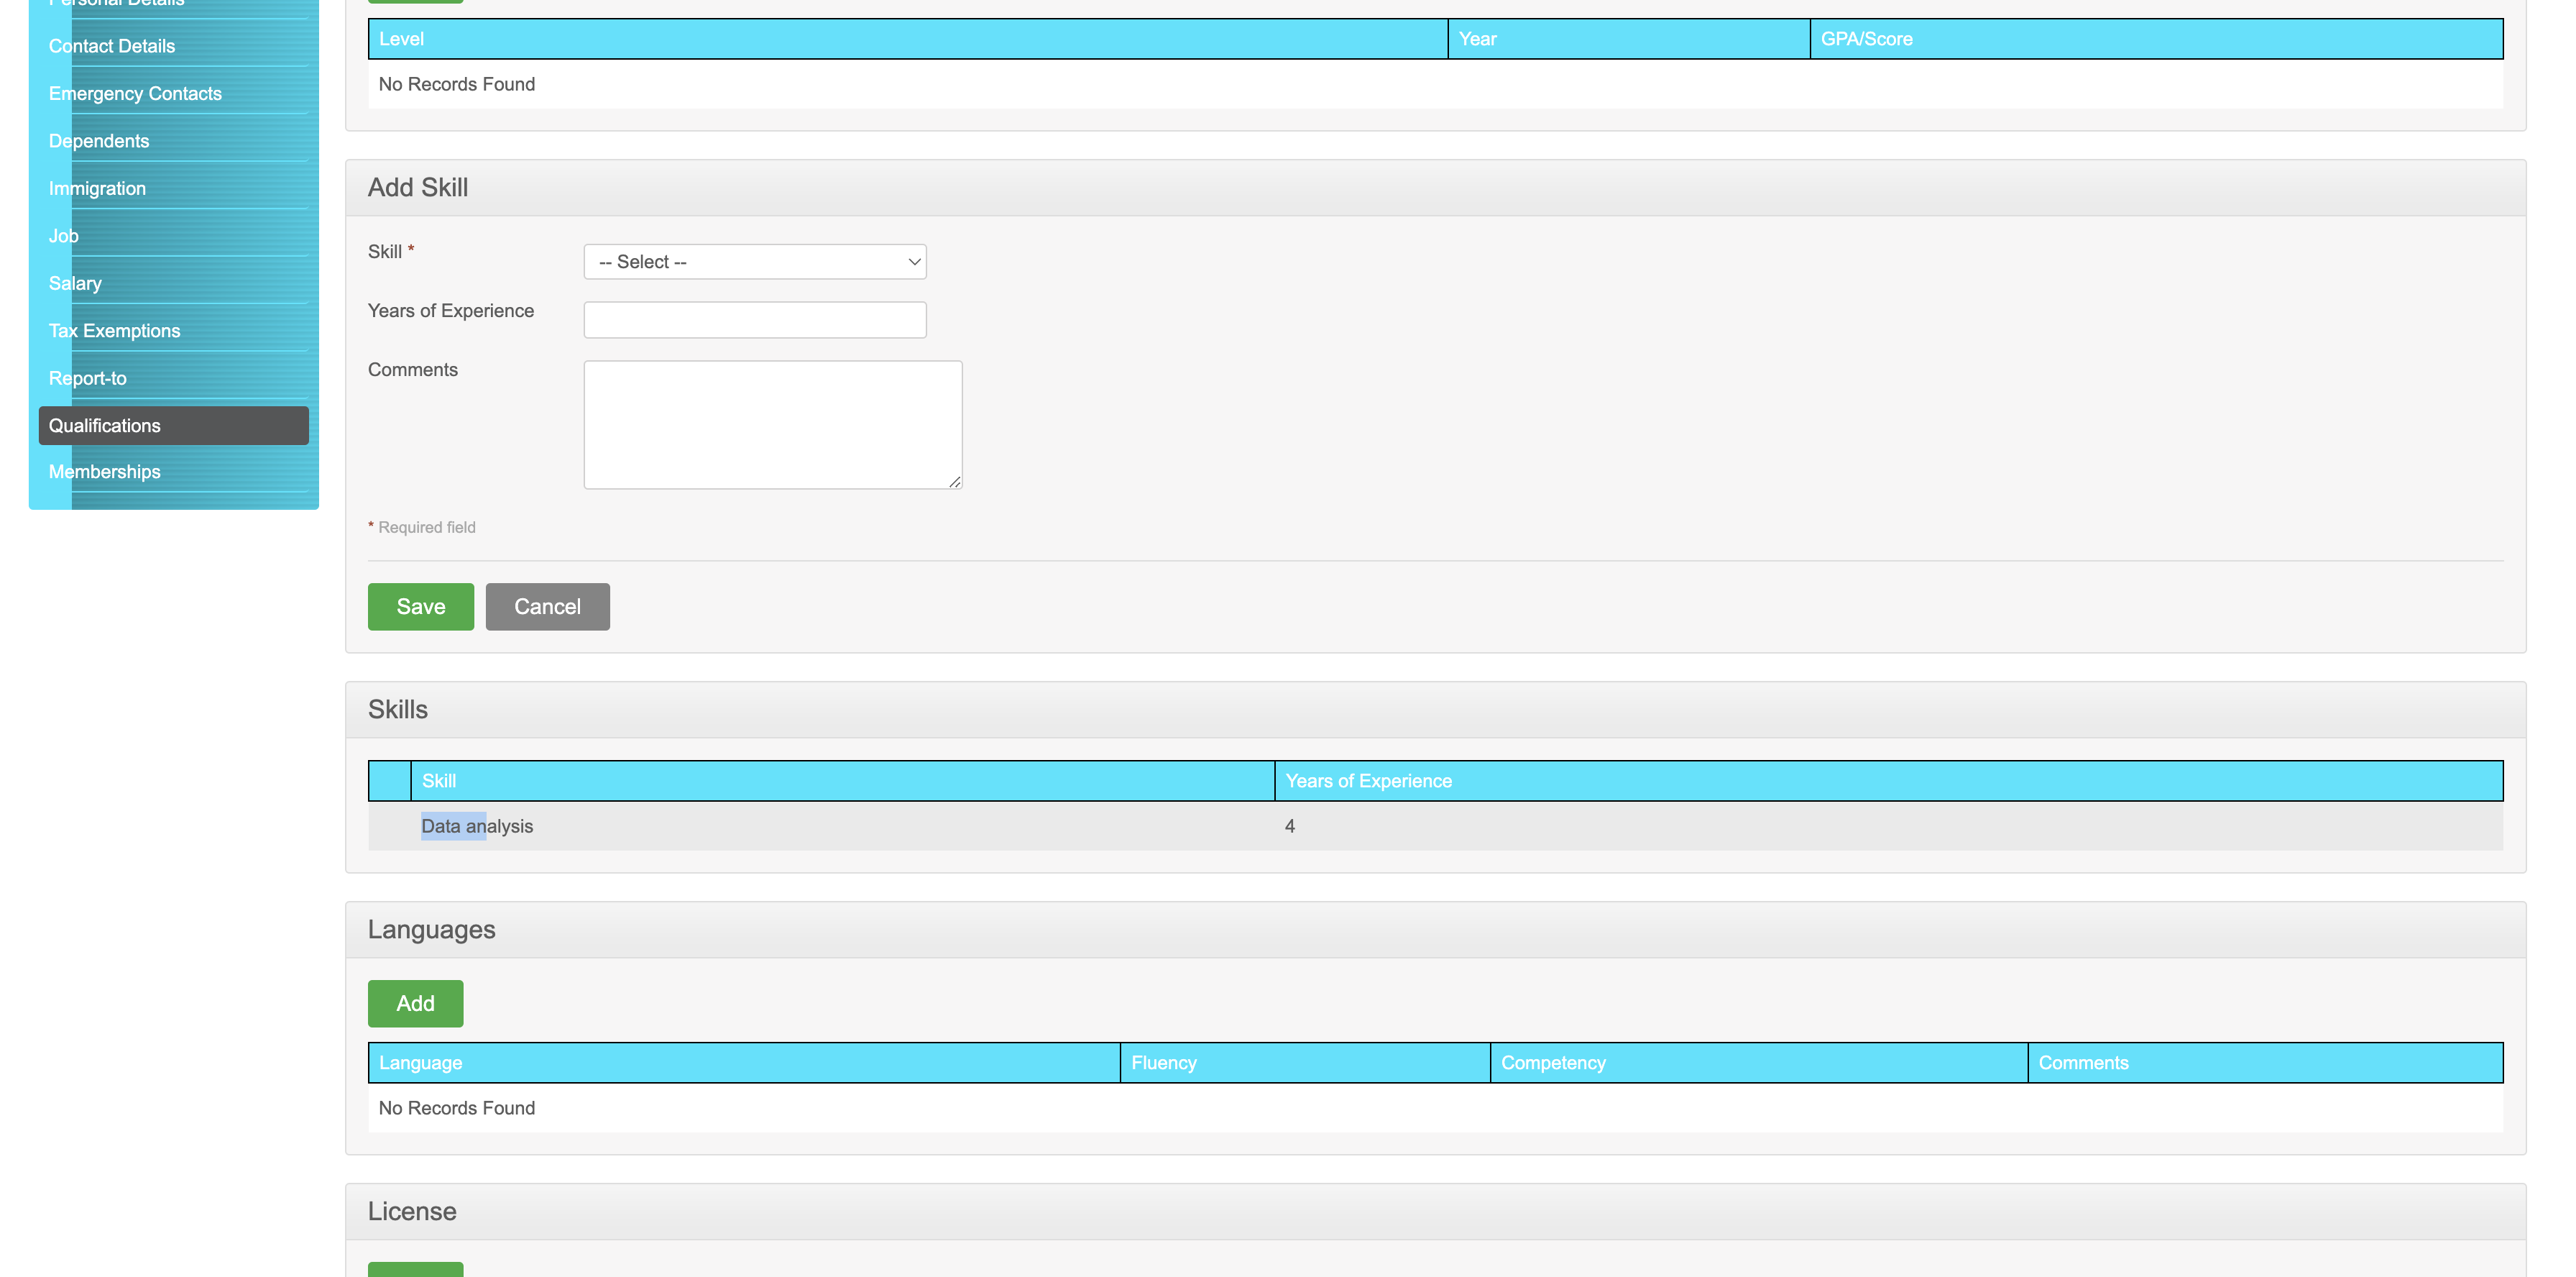 Personal Details
Contact Details
Emergency Contacts
Dependents
Immigration
Job
Salary
Tax Exemptions
Report-to
Qualifications
Memberships
Level Year GPA/Score
No Records Found
Add Skill
Skill *
-- Select --
Years of Experience
Comments
* Required field
Save Cancel
Skills
Skill Years of Experience
Data analysis 4
Languages
Add
Language Fluency Competency Comments
No Records Found
License